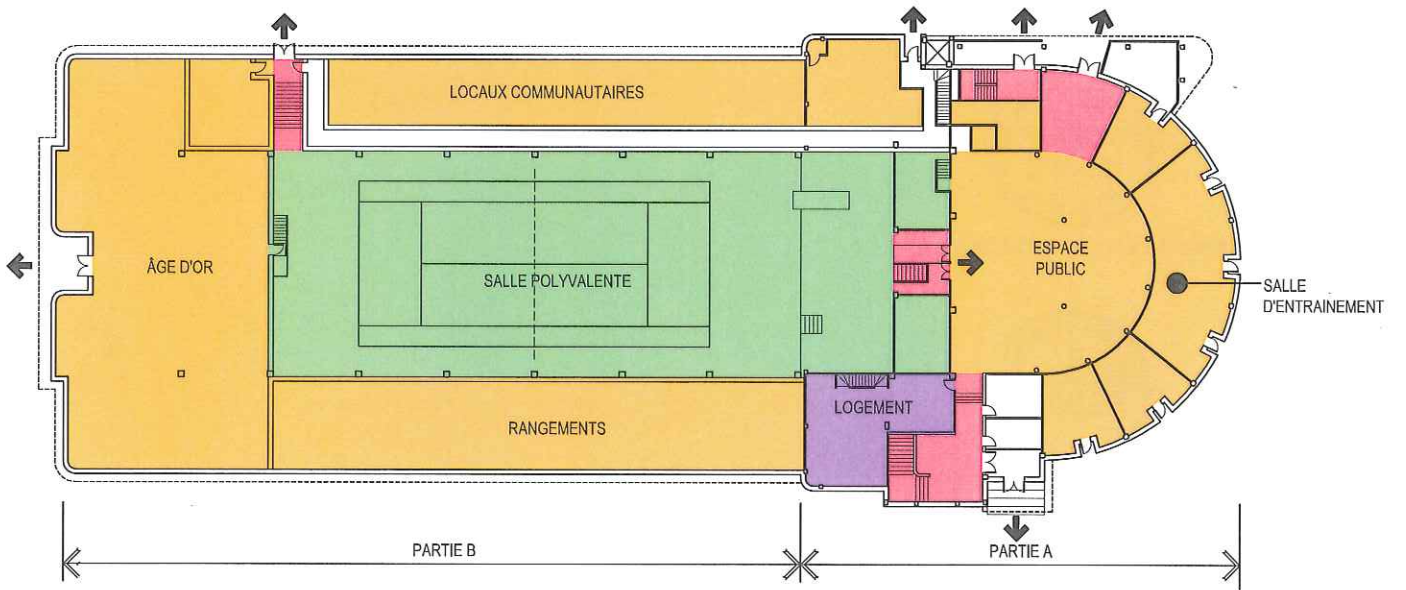 LOCAUX COMMUNAUTAIRES
ÂGE D'OR
SALLE POLYVALENTE
ESPACE
PUBLIC
SALLE
D'ENTRAINEMENT
LOGEMENT
RANGEMENTS
PARTIE B
PARTIE A